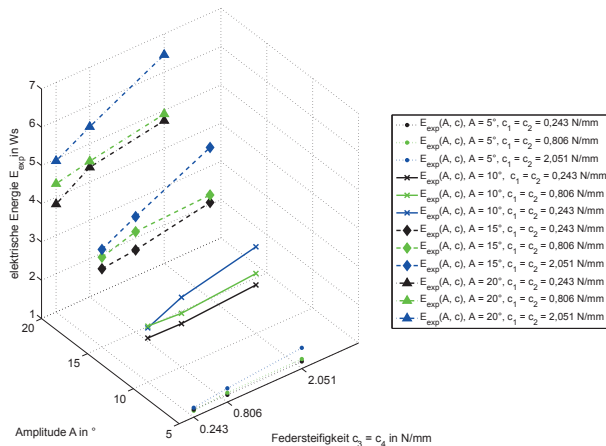 7
6
5
4
3
2
1
elektrische Energie E_exp in Ws
20
15
10
5
Amplitude A in °
0.243
0.806
2.051
Federsteifigkeit c_3 = c_4 in N/mm
E_exp(A, c), A = 5°, c_1 = c_2 = 0,243 N/mm
E_exp(A, c), A = 5°, c_1 = c_2 = 0,806 N/mm
E_exp(A, c), A = 5°, c_1 = c_2 = 2,051 N/mm
E_exp(A, c), A = 10°, c_1 = c_2 = 0,243 N/mm
E_exp(A, c), A = 10°, c_1 = c_2 = 0,806 N/mm
E_exp(A, c), A = 10°, c_1 = c_2 = 0,243 N/mm
E_exp(A, c), A = 15°, c_1 = c_2 = 0,243 N/mm
E_exp(A, c), A = 15°, c_1 = c_2 = 0,806 N/mm
E_exp(A, c), A = 15°, c_1 = c_2 = 2,051 N/mm
E_exp(A, c), A = 20°, c_1 = c_2 = 0,243 N/mm
E_exp(A, c), A = 20°, c_1 = c_2 = 0,806 N/mm
E_exp(A, c), A = 20°, c_1 = c_2 = 2,051 N/mm